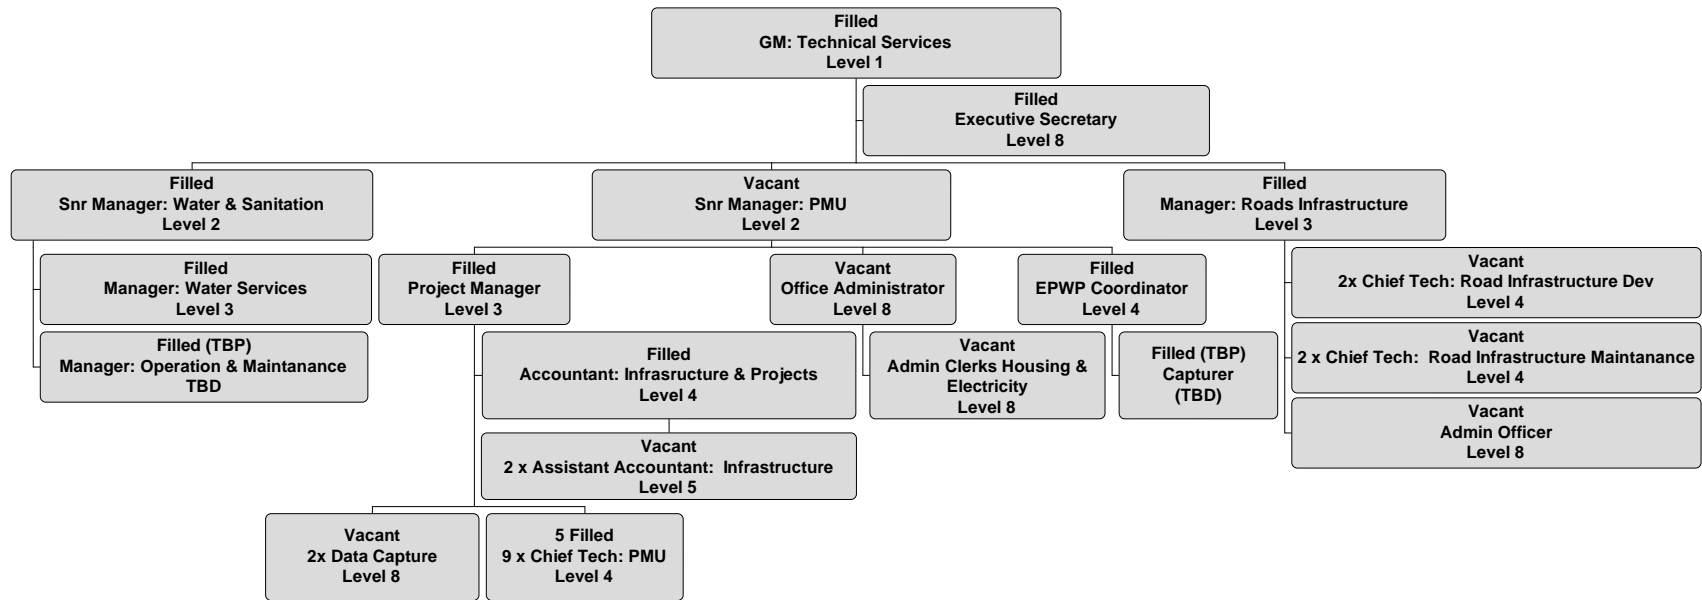 Filled
GM: Technical Services
Level 1
Filled
Executive Secretary
Level 8
Filled
Snr Manager: Water & Sanitation
Level 2
Vacant
Snr Manager: PMU
Level 2
Filled
Manager: Roads Infrastructure
Level 3
Filled
Manager: Water Services
Level 3
Filled (TBP)
Manager: Operation & Maintanance
TBD
Filled
Project Manager
Level 3
Vacant
Office Administrator
Level 8
Filled
EPWP Coordinator
Level 4
Vacant
2x Chief Tech: Road Infrastructure Dev
Level 4
Vacant
2 x Chief Tech: Road Infrastructure Maintanance
Level 4
Vacant
Admin Officer
Level 8
Filled
Accountant: Infrasructure & Projects
Level 4
Vacant
Admin Clerks Housing &
Electricity
Level 8
Filled (TBP)
Capturer
(TBD)
Vacant
2 x Assistant Accountant: Infrastructure
Level 5
Vacant
2x Data Capture
Level 8
5 Filled
9 x Chief Tech: PMU
Level 4